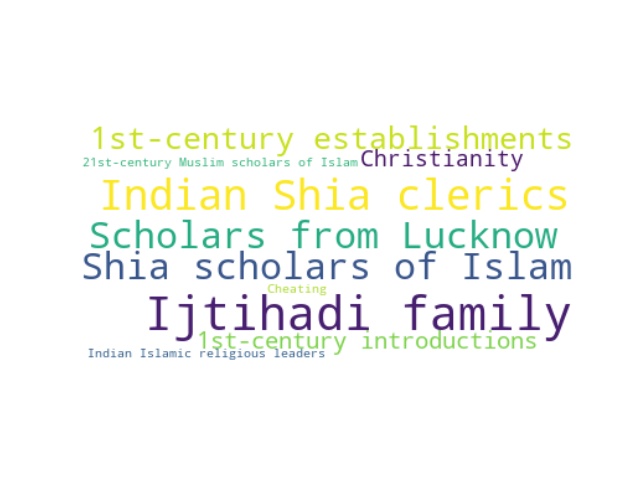 1st-century establishments
21st-century Muslim scholars of Islam
Christianity
Indian Shia clerics
Scholars from Lucknow
Shia scholars of Islam
Cheating
Ijtihadi family
1st-century introductions
Indian Islamic religious leaders